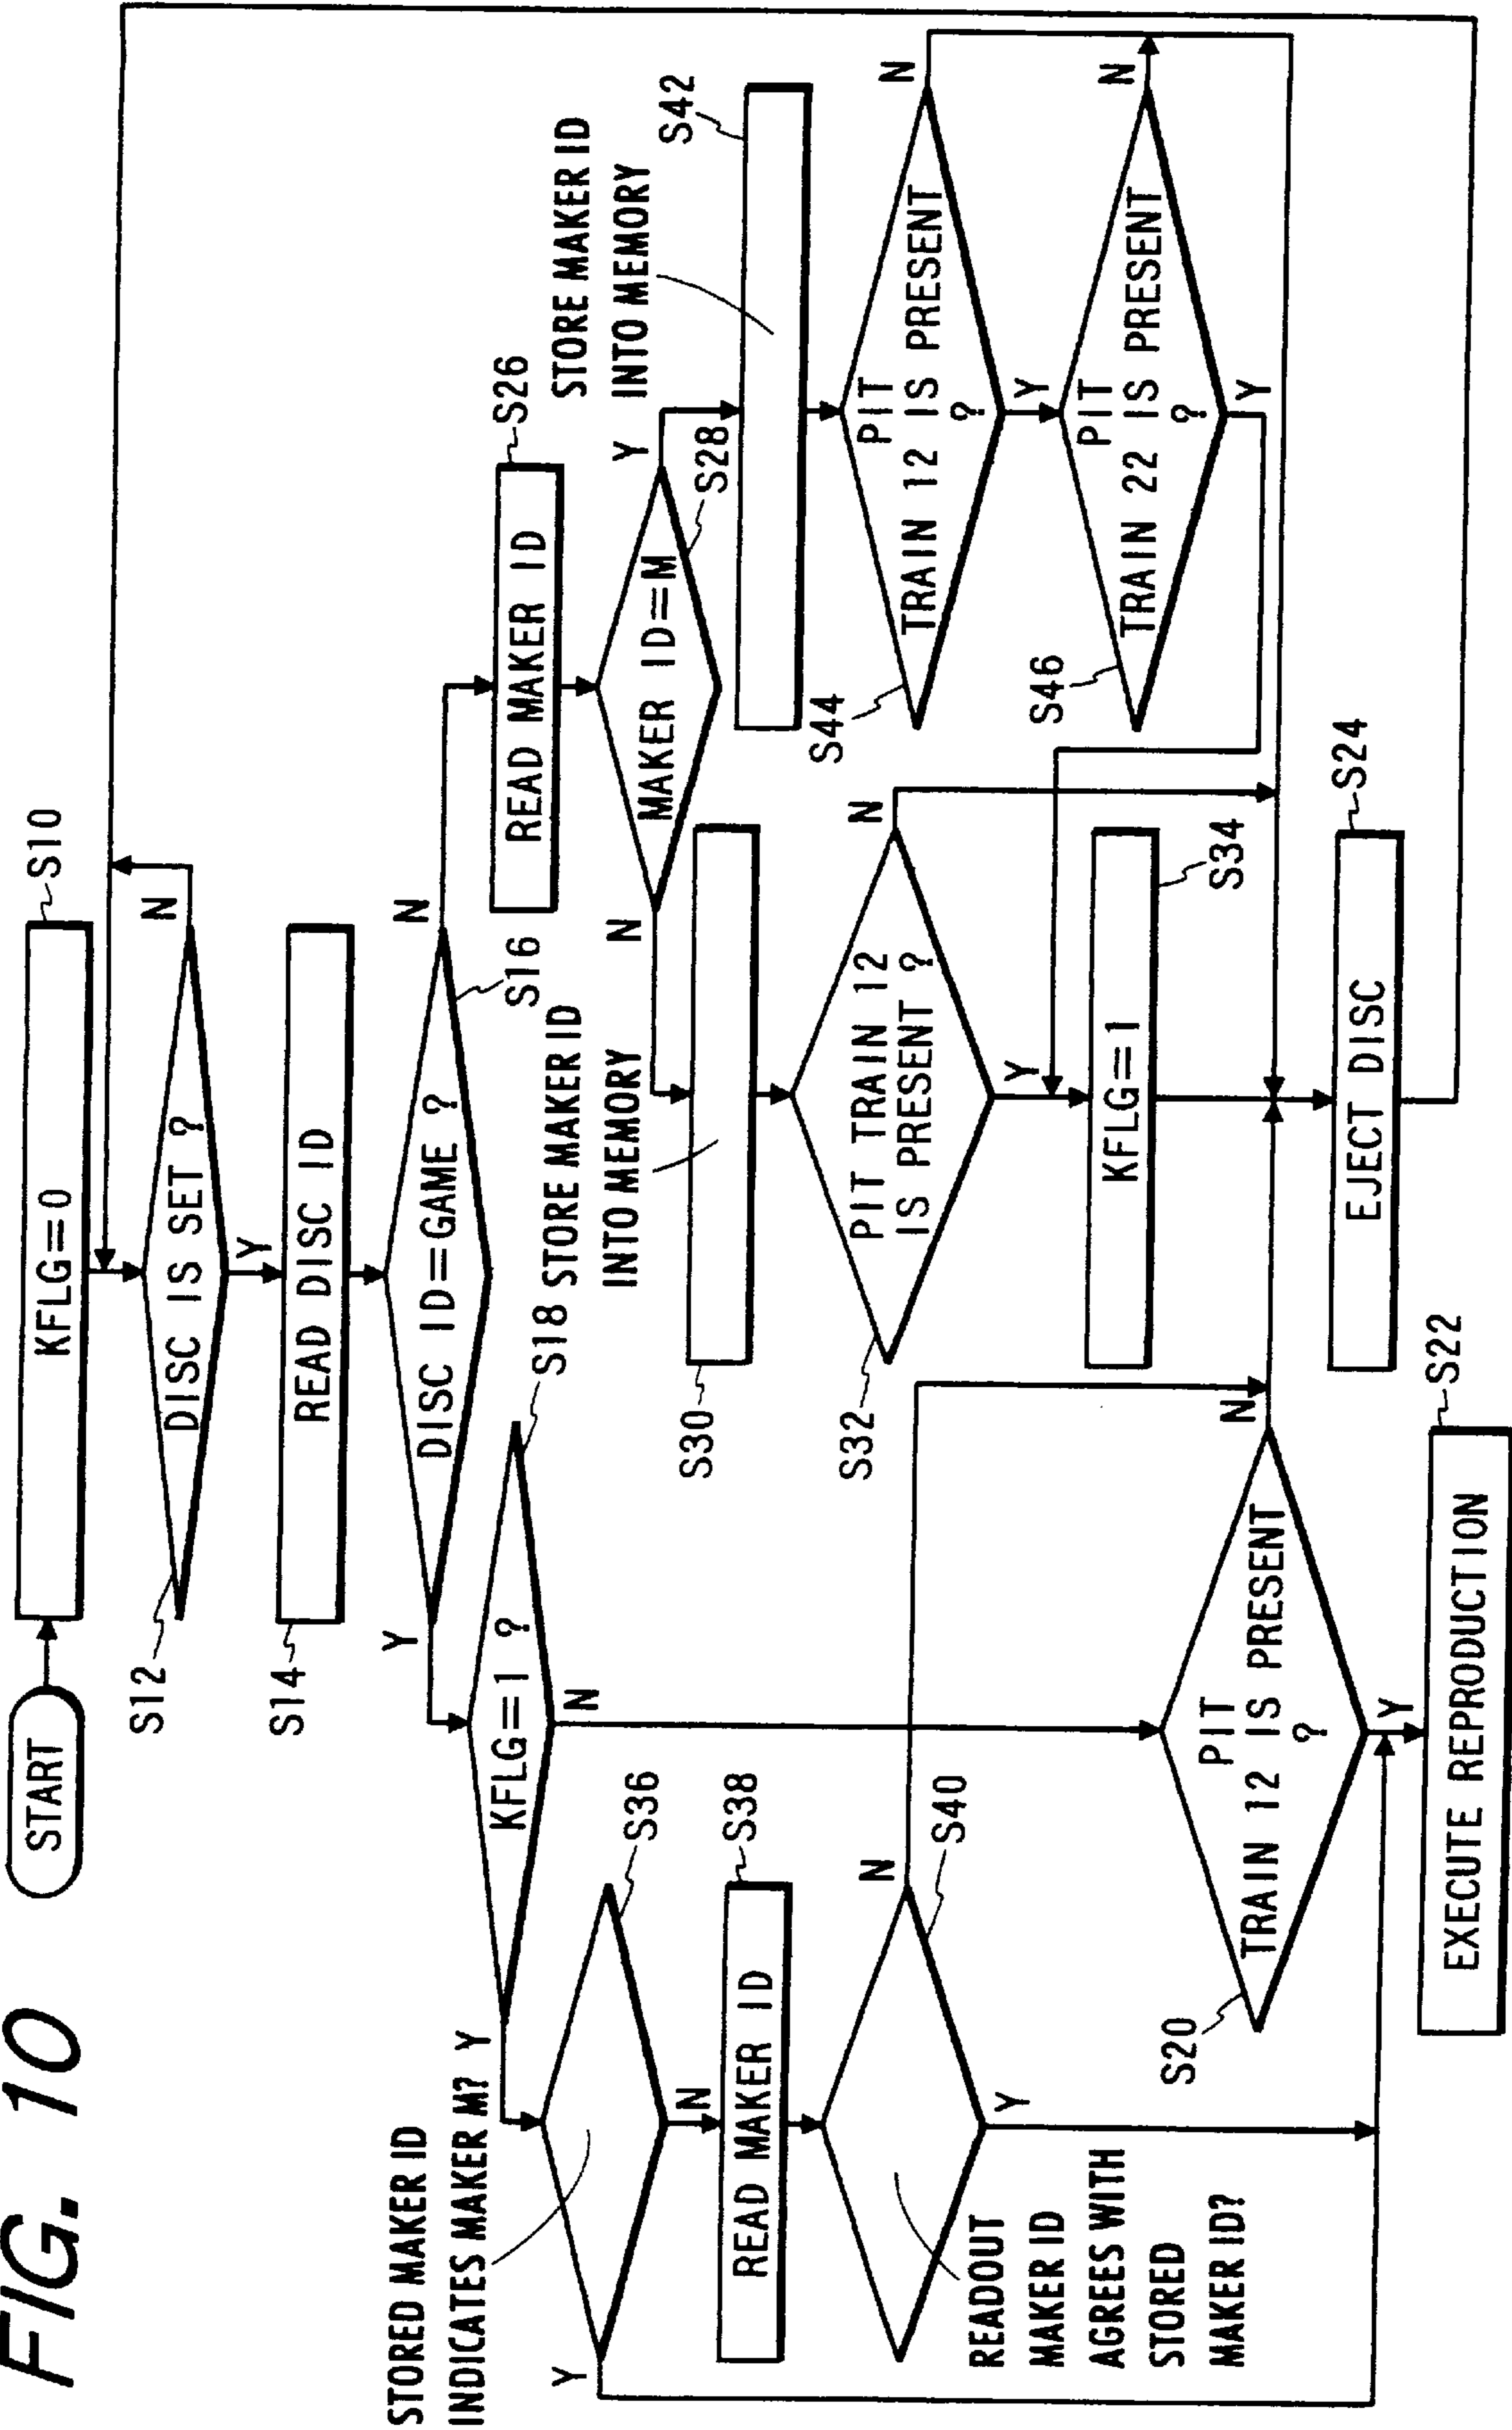 FIG. 10
START
KFLG=0
S10
S12
DISC IS SET ?
N
Y
S14
READ DISC ID
DISC ID=GAME ?
S16
Y
N
KFLG=1 ?
S18
Y
N
STORED MAKER ID
INDICATES MAKER M?
S36
Y
N
READ MAKER ID
S38
S40
N
Y
READOUT
MAKER ID
AGREES WITH
STORED
MAKER ID?
S20
PIT
TRAIN 12 IS PRESENT
?
N
Y
EXECUTE REPRODUCTION
S22
READ MAKER ID
S26
MAKER ID=M
S28
N
Y
STORE MAKER ID
INTO MEMORY
S30
S32
PIT TRAIN 12
IS PRESENT ?
N
Y
KFLG=1
S34
EJECT DISC
S24
STORE MAKER ID
INTO MEMORY
S42
S44
PIT
TRAIN 12 IS PRESENT
?
N
Y
S46
PIT
TRAIN 22 IS PRESENT
?
N
Y